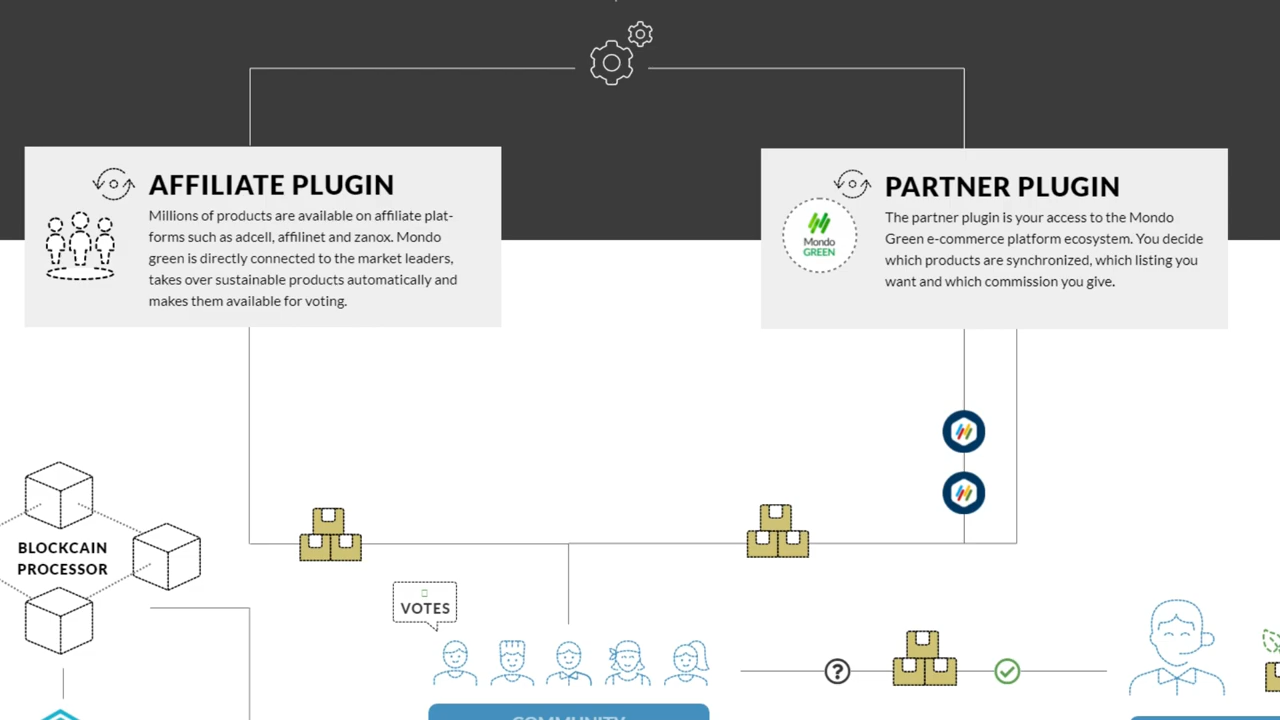 AFFILIATE PLUGIN
Millions of products are available on affiliate plat-
forms such as adcell, affilinet and zanox. Mondo
green is directly connected to the market leaders,
takes over sustainable products automatically and
makes them available for voting.
PARTNER PLUGIN
Mondo
GREEN
The partner plugin is your access to the Mondo
Green e-commerce platform ecosystem. You decide
which products are synchronized, which listing you
want and which commission you give.
BLOCKCAIN
PROCESSOR
VOTES
?
COMMUNITY